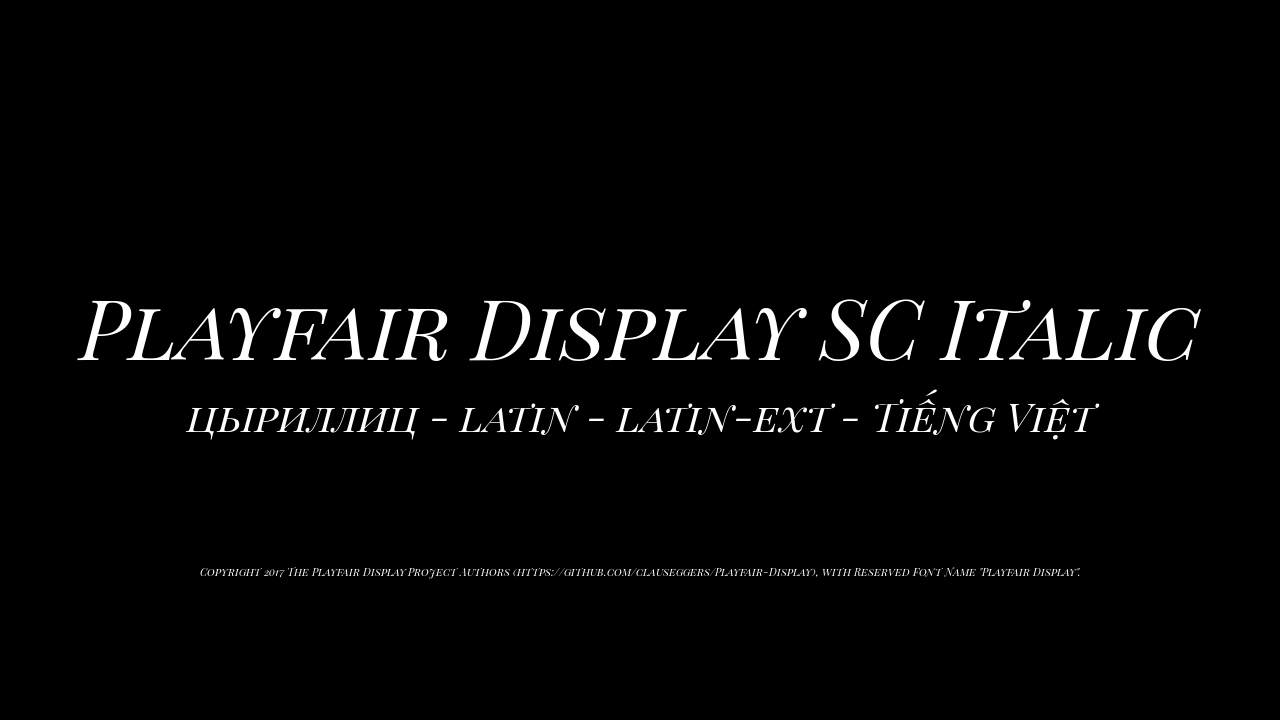 Playfair Display SC Italic
цыриллиц - latin - latin-ext - Tiếng Việt
Copyright 2017 The Playfair Display Project Authors (https://github.com/clauseggers/Playfair-Display), with Reserved Font Name "Playfair Display".